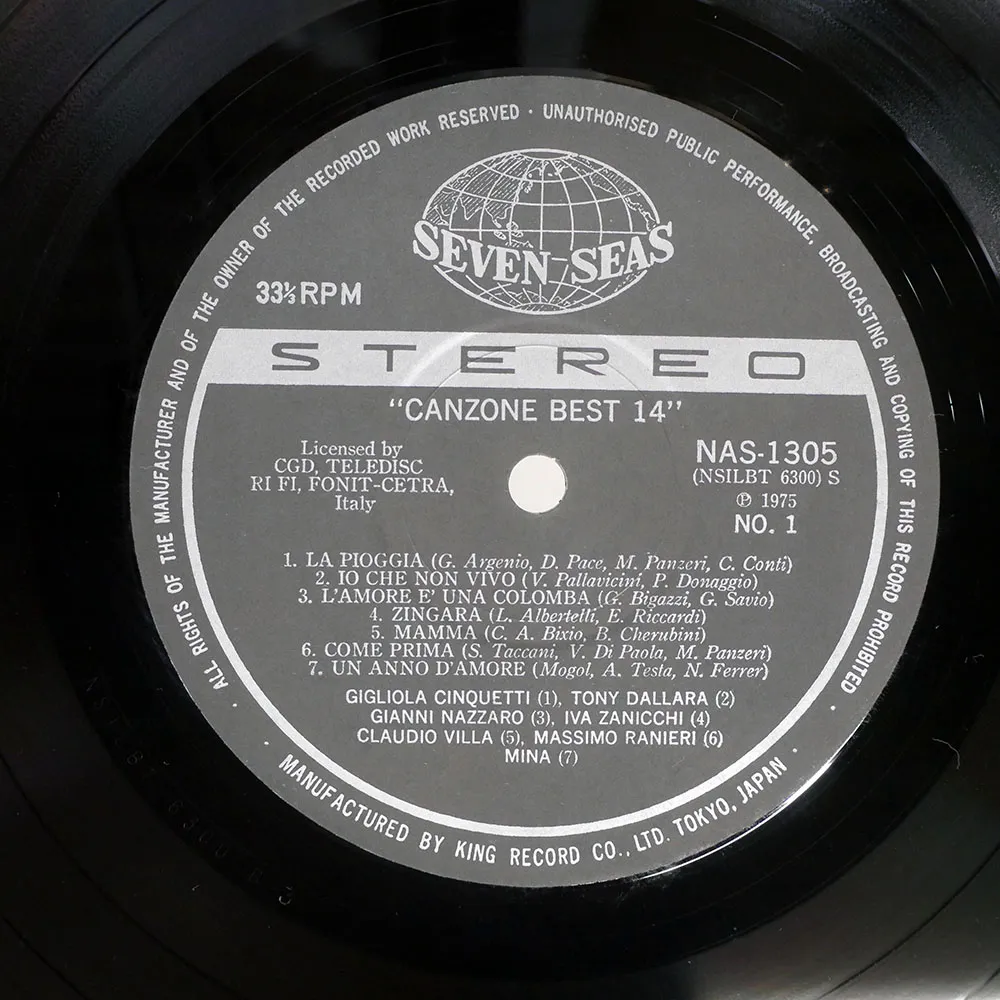 ALL RIGHTS OF THE MANUFACTURER AND OF THE OWNER OF THE RECORDED WORK RESERVED · UNAUTHORISED PUBLIC PERFORMANCE, BROADCASTING AND COPYING OF THIS RECORD PROHIBITED
SEVEN SEAS
33⅓ RPM
STEREO
“CANZONE BEST 14”
Licensed by
CGD, TELEDISC
RI FI, FONIT-CETRA,
Italy
NAS-1305
(NSILBT 6300) S
℗ 1975
NO. 1
1. LA PIOGGIA (G. Argenio, D. Pace, M. Panzeri, C. Conti)
2. IO CHE NON VIVO (V. Pallavicini, P. Donaggio)
3. L'AMORE E' UNA COLOMBA (G. Bigazzi, G. Savio)
4. ZINGARA (L. Albertelli, E. Riccardi)
5. MAMMA (C. A. Bixio, B. Cherubini)
6. COME PRIMA (S. Taccani, V. Di Paola, M. Panzeri)
7. UN ANNO D'AMORE (Mogol, A. Testa, N. Ferrer)
GIGLIOLA CINQUETTI (1), TONY DALLARA (2)
GIANNI NAZZARO (3), IVA ZANICCHI (4)
CLAUDIO VILLA (5), MASSIMO RANIERI (6)
MINA (7)
· MANUFACTURED BY KING RECORD CO., LTD. TOKYO, JAPAN ·